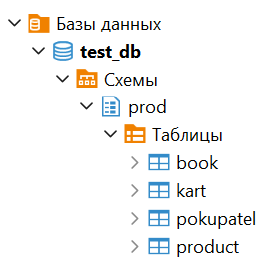 Базы данных
test_db
Схемы
prod
Таблицы
book
kart
pokupatel
product